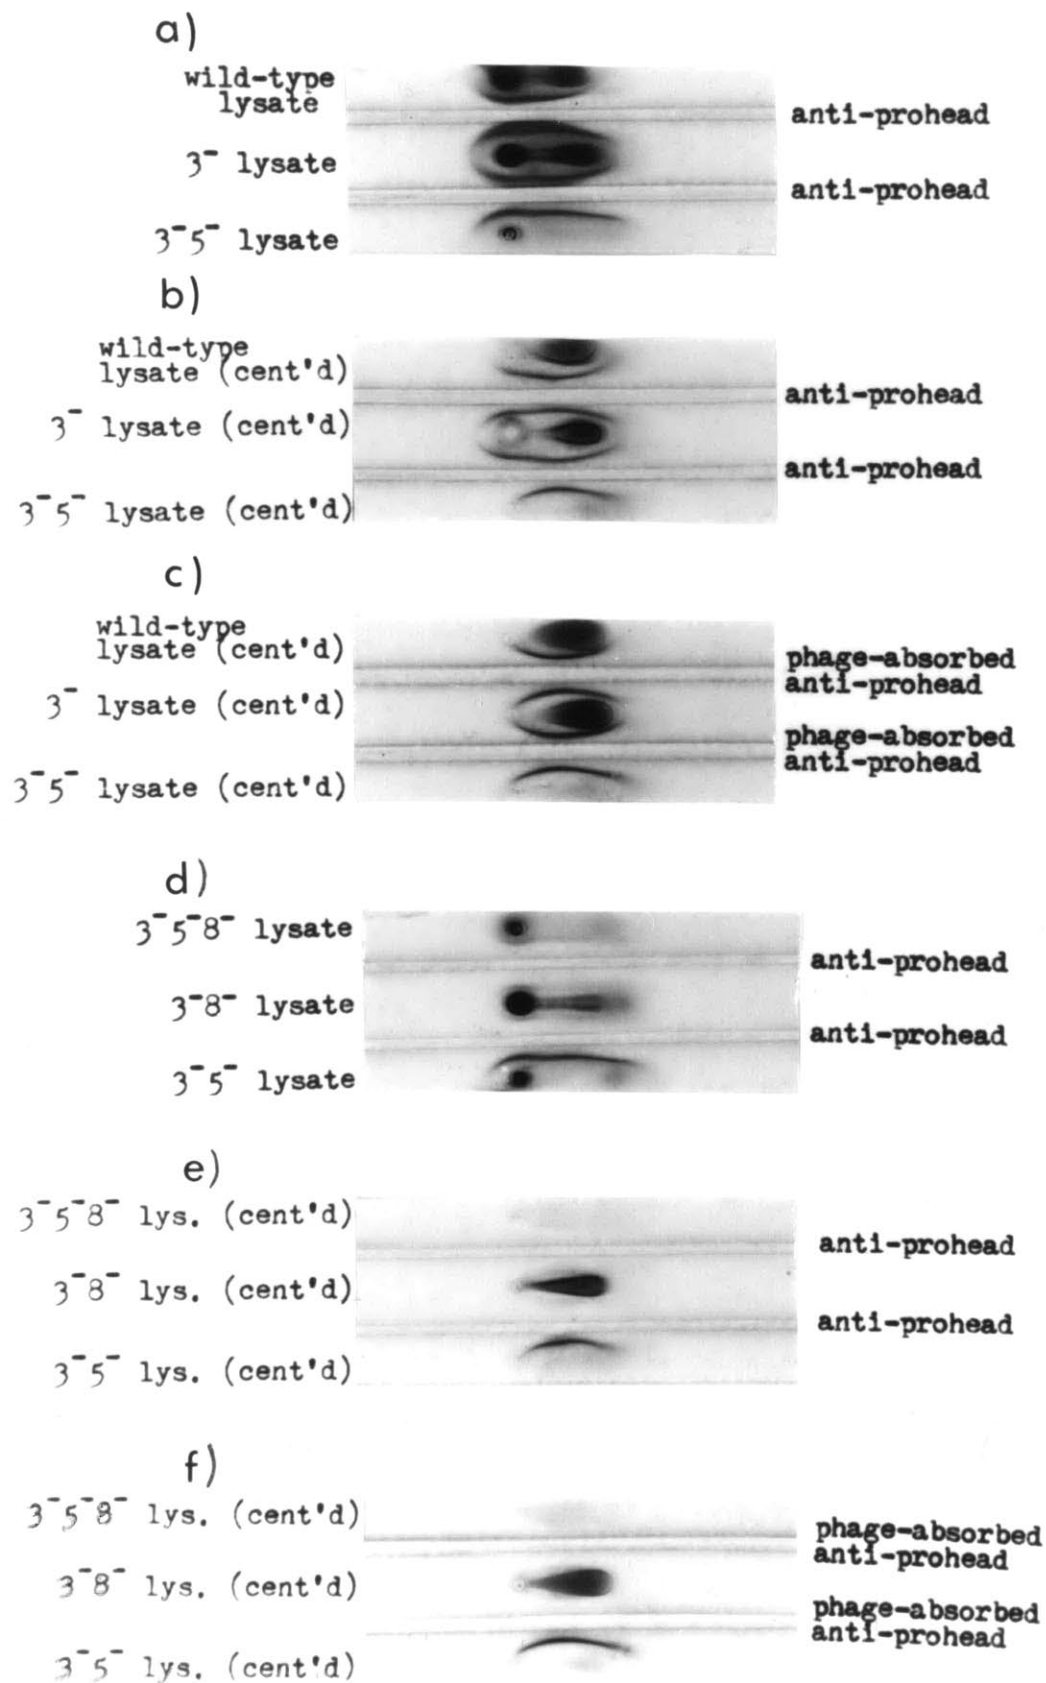 a)
wild-type
lysate
anti-prohead
3⁻ lysate
anti-prohead
3⁻5⁻ lysate
b)
wild-type
lysate (cent'd)
anti-prohead
3⁻ lysate (cent'd)
anti-prohead
3⁻5⁻ lysate (cent'd)
c)
wild-type
lysate (cent'd)
phage-absorbed
anti-prohead
3⁻ lysate (cent'd)
phage-absorbed
anti-prohead
3⁻5⁻ lysate (cent'd)
d)
3⁻5⁻8⁻ lysate
anti-prohead
3⁻8⁻ lysate
anti-prohead
3⁻5⁻ lysate
e)
3⁻5⁻8⁻ lys. (cent'd)
anti-prohead
3⁻8⁻ lys. (cent'd)
anti-prohead
3⁻5⁻ lys. (cent'd)
f)
3⁻5⁻8⁻ lys. (cent'd)
phage-absorbed
anti-prohead
3⁻8⁻ lys. (cent'd)
phage-absorbed
anti-prohead
3⁻5⁻ lys. (cent'd)